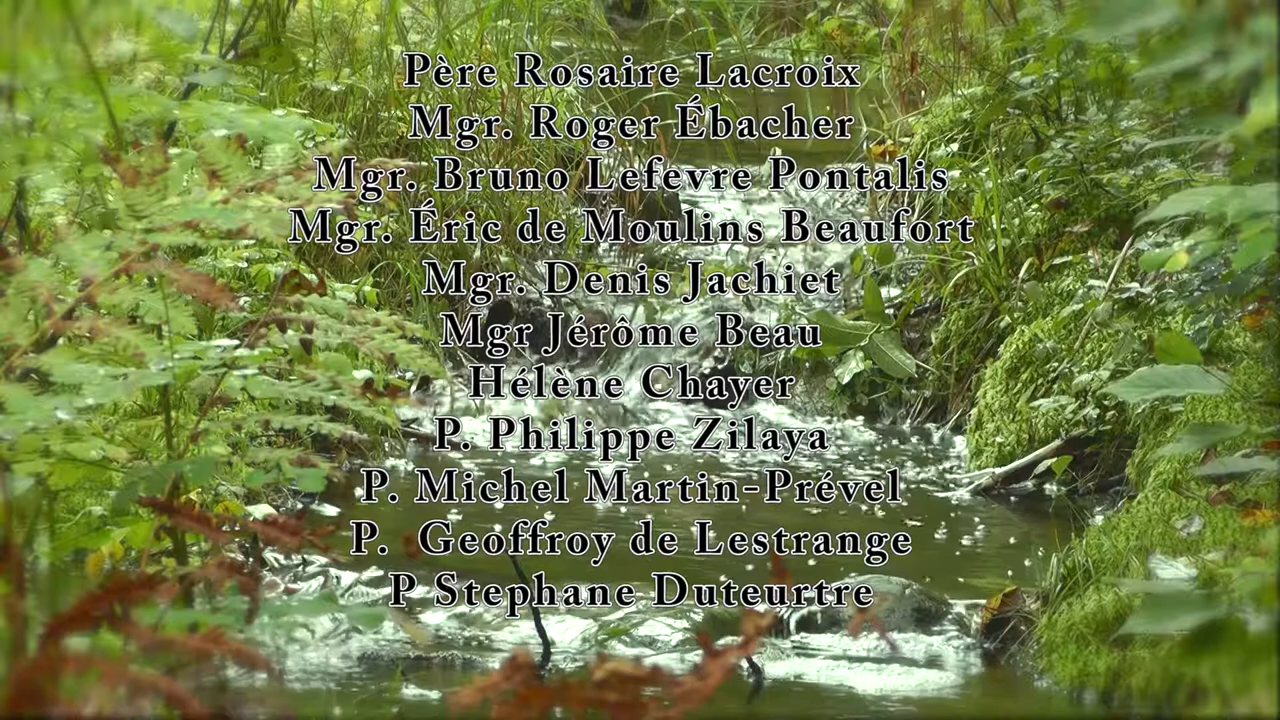 Père Rosaire Lacroix
Mgr. Roger Ébacher
Mgr. Bruno Lefevre Pontalis
Mgr. Éric de Moulins Beaufort
Mgr. Denis Jachiet
Mgr Jérôme Beau
Hélène Chayer
P. Philippe Zilaya
P. Michel Martin-Prével
P.  Geoffroy de Lestrange
P Stephane Duteurtre